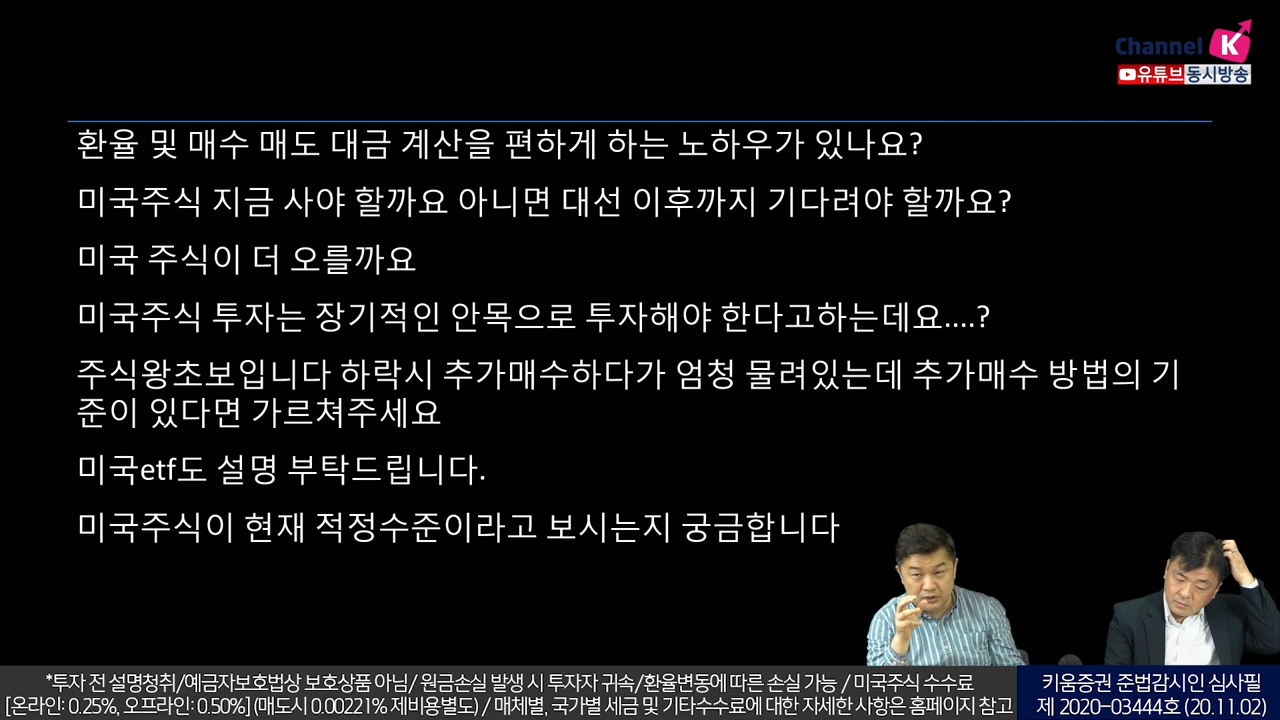 Channel K
유튜브 동시방송
환율 및 매수 매도 대금 계산을 편하게 하는 노하우가 있나요?
미국주식 지금 사야 할까요 아니면 대선 이후까지 기다려야 할까요?
미국 주식이 더 오를까요
미국주식 투자는 장기적인 안목으로 투자해야 한다고하는데요....?
주식왕초보입니다 하락시 추가매수하다가 엄청 물려있는데 추가매수 방법의 기
준이 있다면 가르쳐주세요
미국etf도 설명 부탁드립니다.
미국주식이 현재 적정수준이라고 보시는지 궁금합니다
*투자 전 설명청취/예금자보호법상 보호상품 아님/ 원금손실 발생 시 투자자 귀속/환율변동에 따른 손실 가능 / 미국주식 수수료
[온라인: 0.25%, 오프라인: 0.50%] (매도시 0.00221% 제비용별도) / 매체별, 국가별 세금 및 기타수수료에 대한 자세한 사항은 홈페이지 참고
키움증권 준법감시인 심사필
제 2020-03444호 (20.11.02)